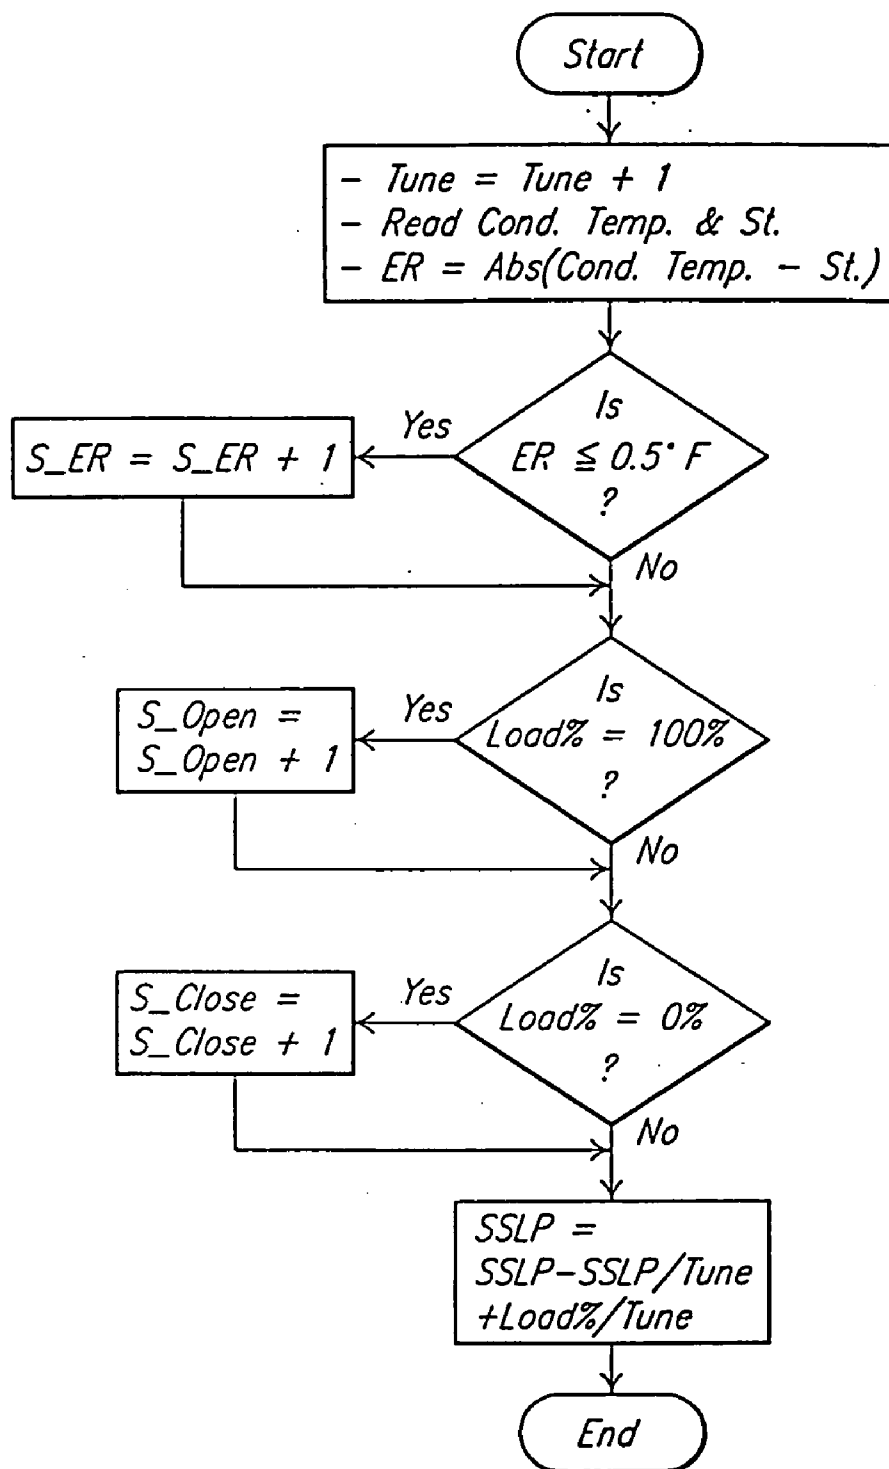 Start
- Tune = Tune + 1
- Read Cond. Temp. & St.
- ER = Abs(Cond. Temp. - St.)
Is
ER ≦ 0.5° F
?
Yes
S_ER = S_ER + 1
No
Is
Load% = 100%
?
Yes
S_Open =
S_Open + 1
No
Is
Load% = 0%
?
Yes
S_Close =
S_Close + 1
No
SSLP =
SSLP-SSLP/Tune
+Load%/Tune
End